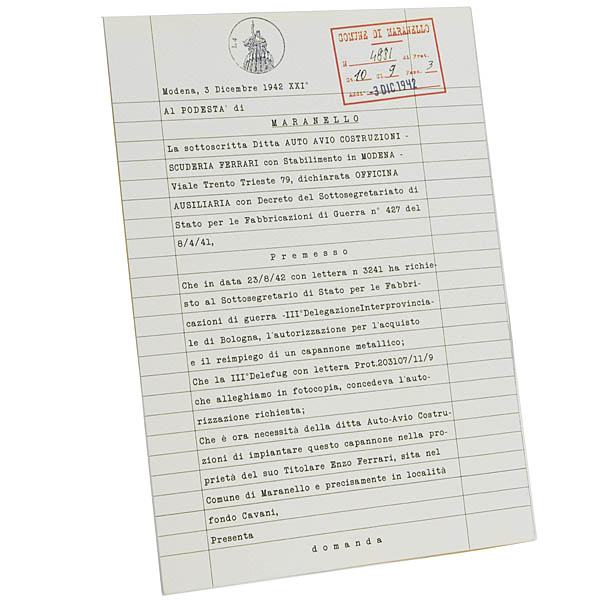 L4
COMUNE DI MARANELLO
N 4881 di Prot.
Ct. 10 Cl. 9 Fasc. 3
Addì -3 DIC 1942
Modena, 3 Dicembre 1942 XXI°
Al PODESTA' di
MARANELLO
La sottoscritta Ditta AUTO AVIO COSTRUZIONI -
SCUDERIA FERRARI con Stabilimento in MODENA -
Viale Trento Trieste 79, dichiarata OFFICINA
AUSILIARIA con Decreto del Sottosegretariato di
Stato per le Fabbricazioni di Guerra n° 427 del
8/4/41,
Premesso
Che in data 23/8/42 con lettera n 3241 ha richie-
sto al Sottosegretario di Stato per le Fabbri-
cazioni di guerra -III°DelegazioneInterprovincia-
le di Bologna, l'autorizzazione per l'acquisto
e il reimpiego di un capannone metallico;
Che la III°Delefug con lettera Prot.203107/11/9
che alleghiamo in fotocopia, concedeva l'auto-
rizzazione richiesta;
Che è ora necessità della ditta Auto-Avio Costru-
zioni di impiantare questo capannone nella pro-
prietà del suo Titolare Enzo Ferrari, sita nel
Comune di Maranello e precisamente in località
fondo Cavani,
Presenta
domanda